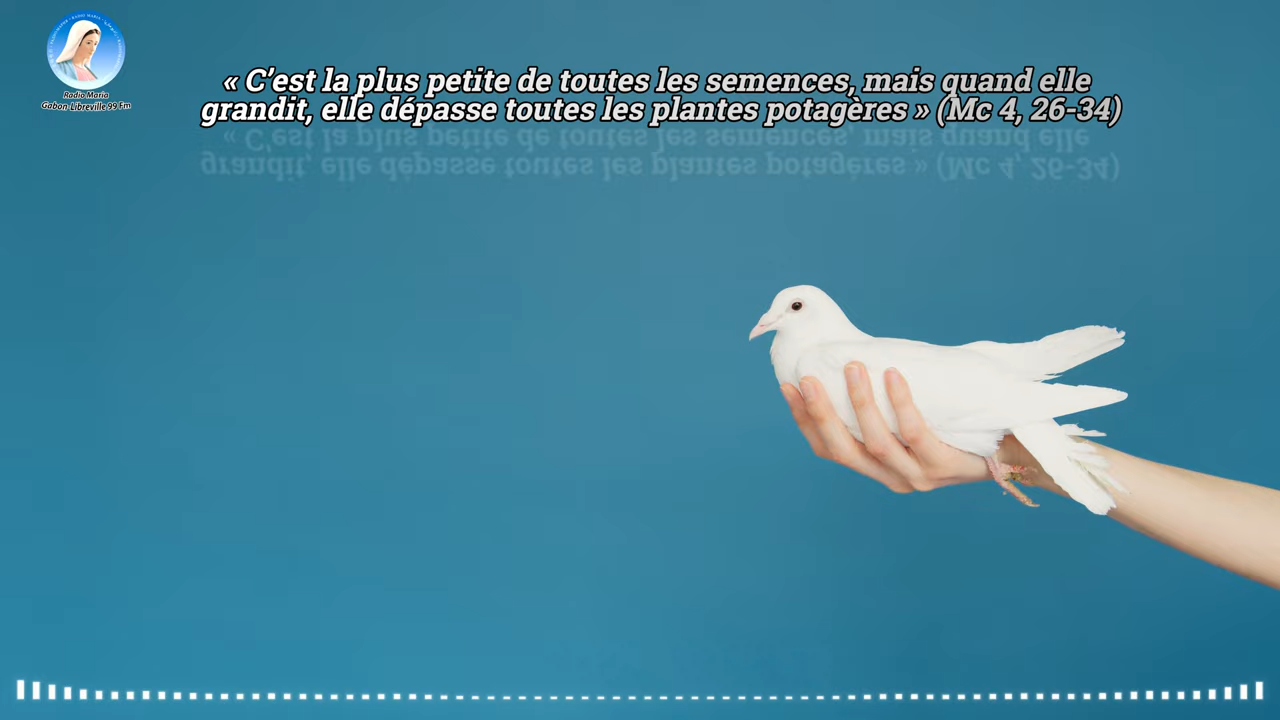 Radio Maria
Gabon-Libreville 99 Fm
« C'est la plus petite de toutes les semences, mais quand elle
grandit, elle dépasse toutes les plantes potagères » (Mc 4, 26-34)